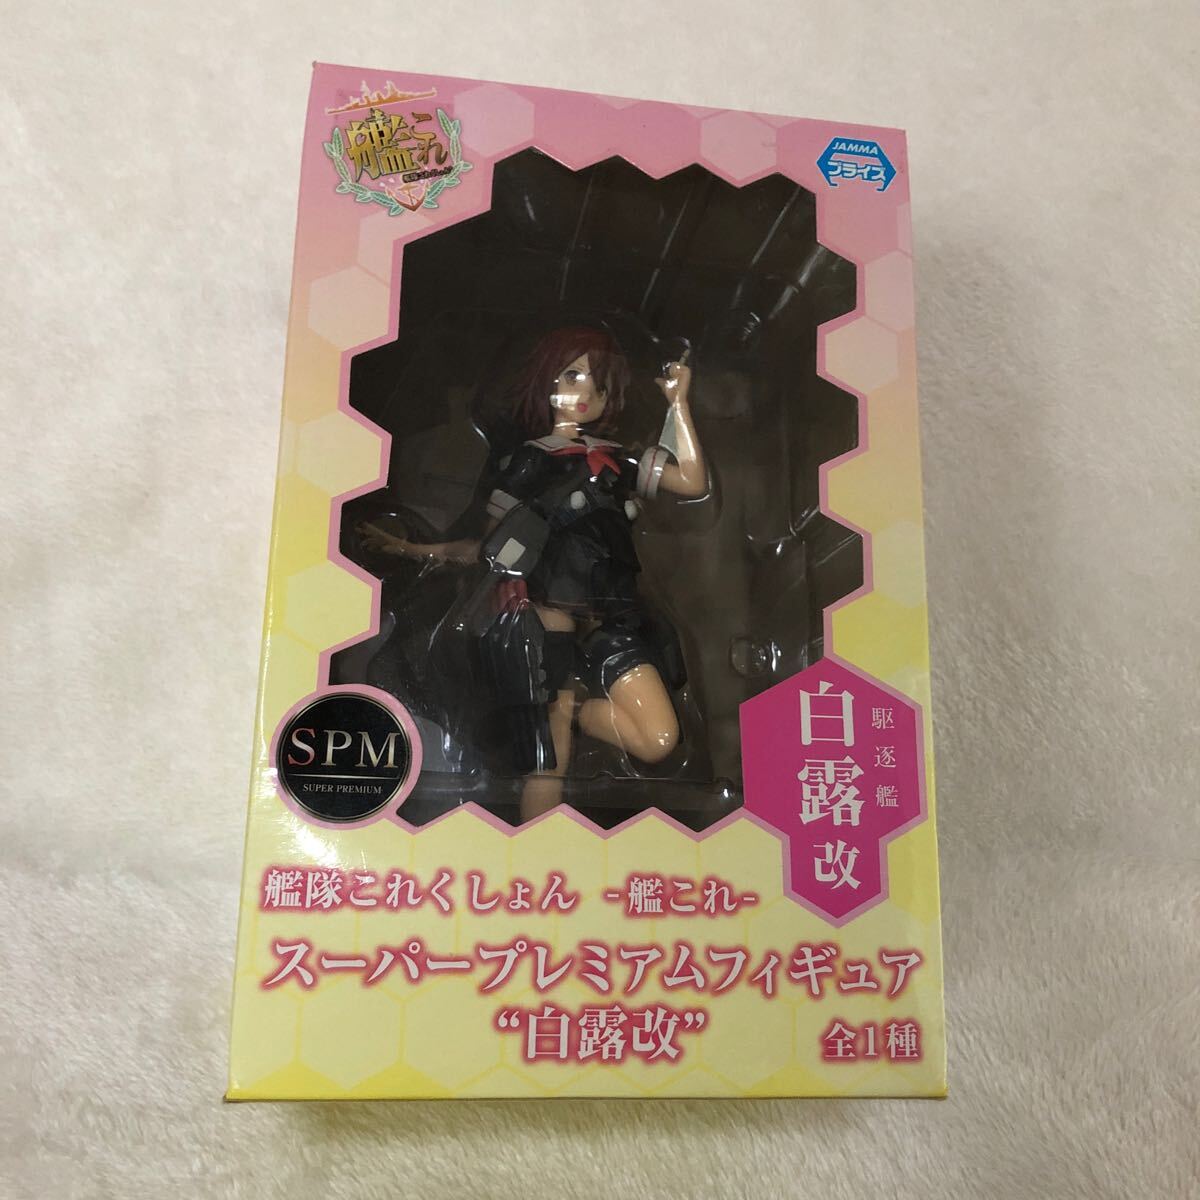 艦これ
JAMMA
プライズ
駆逐艦
白露改
SPM
SUPER PREMIUM
艦隊これくしょん -艦これ-
スーパープレミアムフィギュア
“白露改”
全1種